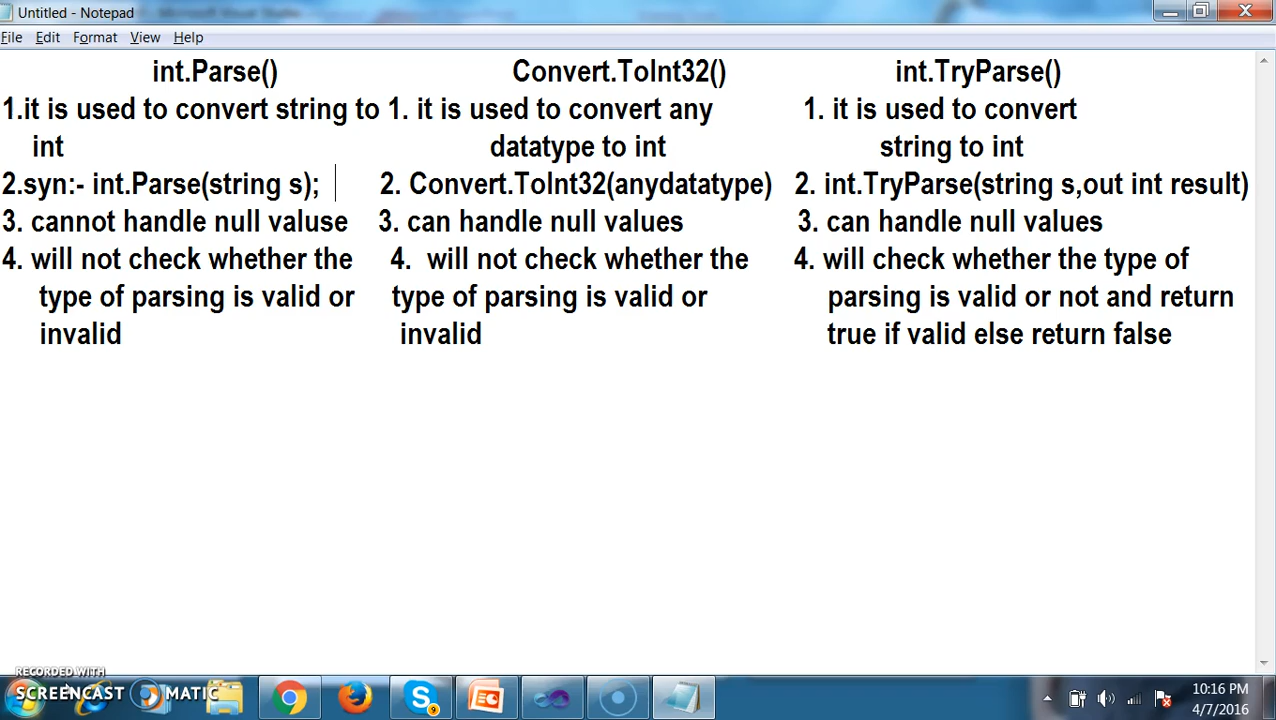 Untitled - Notepad
File Edit Format View Help
int.Parse() Convert.ToInt32() int.TryParse()
1.it is used to convert string to 1. it is used to convert any 1. it is used to convert
int datatype to int string to int
2.syn:- int.Parse(string s); 2. Convert.ToInt32(anydatatype) 2. int.TryParse(string s,out int result)
3. cannot handle null valuse 3. can handle null values 3. can handle null values
4. will not check whether the 4. will not check whether the 4. will check whether the type of
type of parsing is valid or type of parsing is valid or parsing is valid or not and return
invalid invalid true if valid else return false
RECORDED WITH
SCREENCAST MATIC
9
10:16 PM
4/7/2016